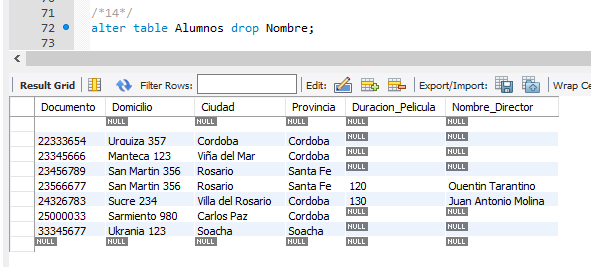 71 /*14*/
72 alter table Alumnos drop Nombre;
73
Result Grid Filter Rows: Edit: Export/Import: Wrap Ce
Documento Domicilio Ciudad Provincia Duracion_Pelicula Nombre_Director
NULL NULL NULL NULL NULL
22333654 Urquiza 357 Cordoba Cordoba NULL NULL
23345666 Manteca 123 Viña del Mar Cordoba NULL NULL
23456789 San Martin 356 Rosario Santa Fe NULL NULL
23566677 San Martin 356 Rosario Santa Fe 120 Quentin Tarantino
24326783 Sucre 234 Villa del Rosario Cordoba 130 Juan Antonio Molina
25000033 Sarmiento 980 Carlos Paz Cordoba NULL NULL
33345677 Ukrania 123 Soacha Soacha NULL NULL
NULL NULL NULL NULL NULL NULL